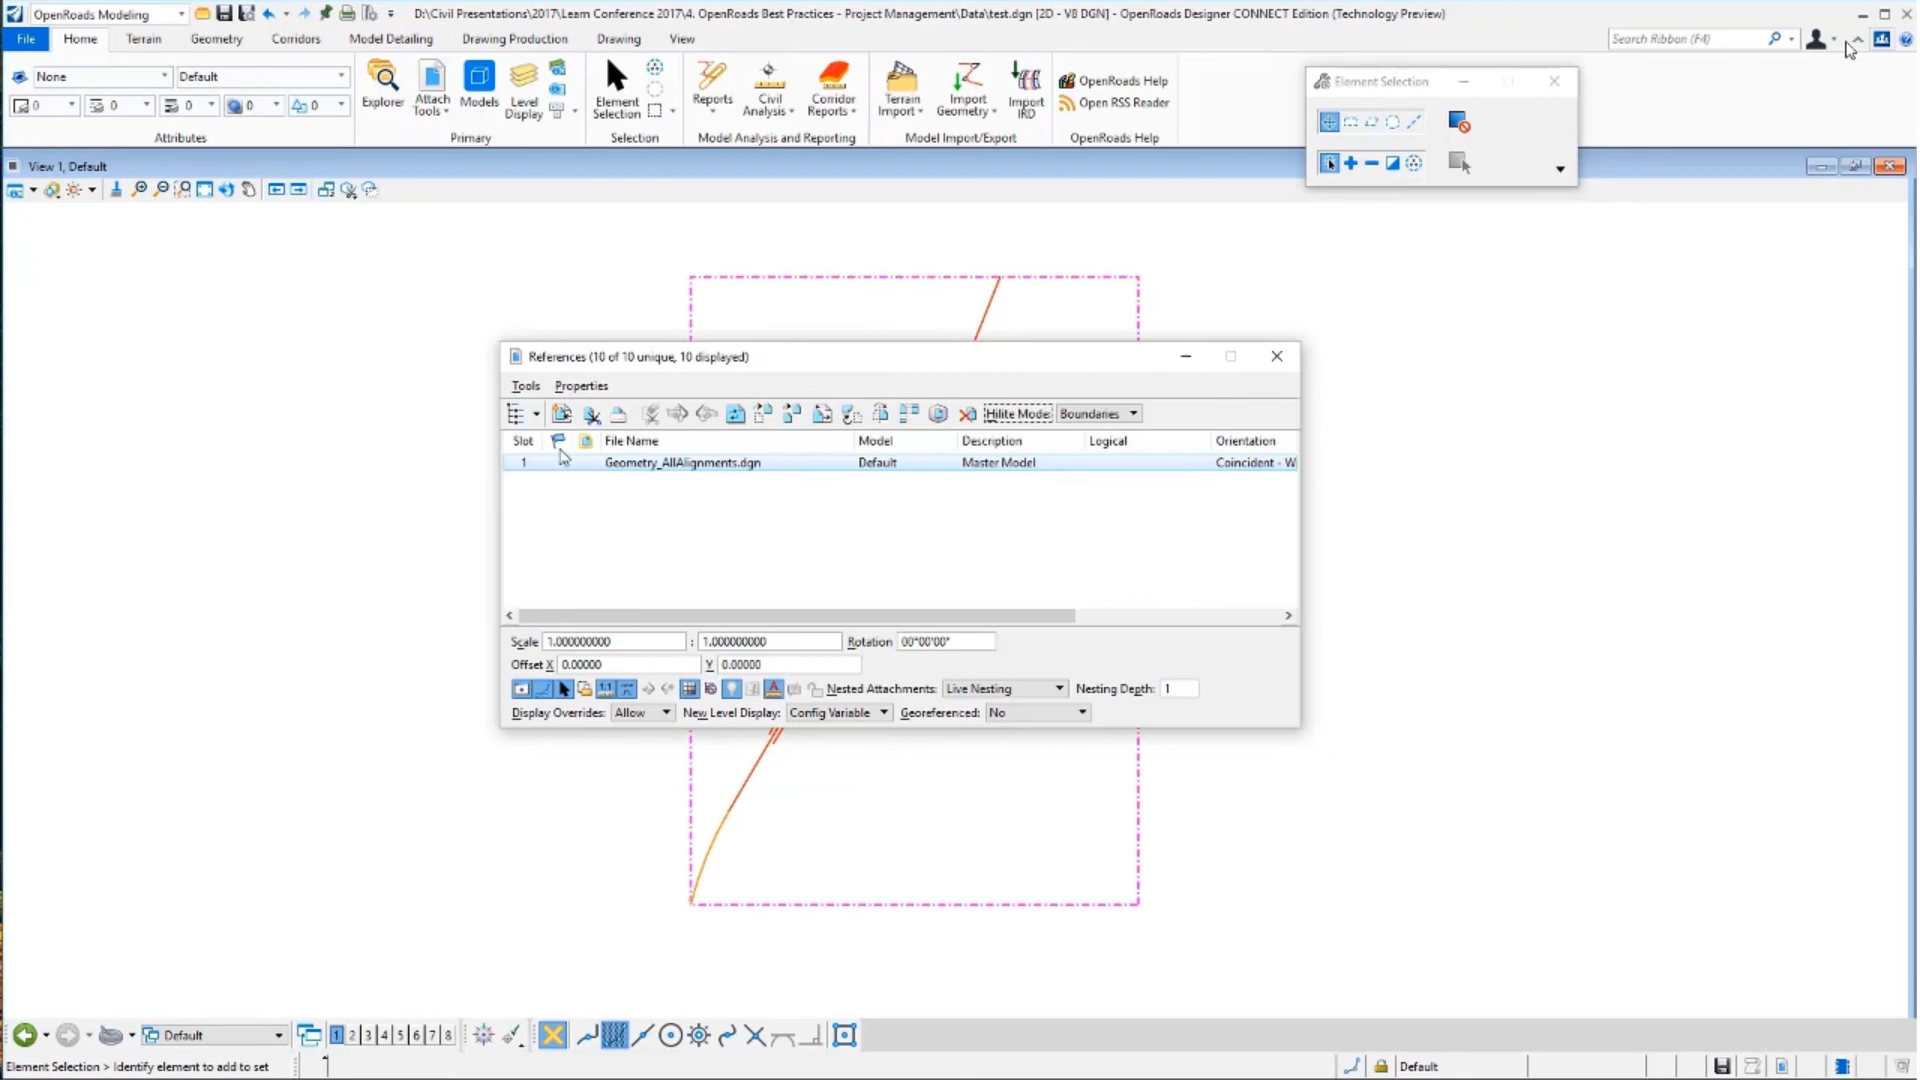 OpenRoads Modeling
D:\Civil Presentations\2017\Learn Conference 2017\4. OpenRoads Best Practices - Project Management\Data\test.dgn [2D - V8 DGN] - OpenRoads Designer CONNECT Edition (Technology Preview)
File Home Terrain Geometry Corridors Model Detailing Drawing Production Drawing View
Search Ribbon (F4)
None Default
0 0 0 0 0
Attributes
Explorer
Attach Tools
Models
Level Display
Primary
Element Selection
Selection
Reports
Civil Analysis
Corridor Reports
Model Analysis and Reporting
Terrain Import
Import Geometry
Import IRD
Model Import/Export
OpenRoads Help
Open RSS Reader
OpenRoads Help
Element Selection
View 1, Default
References (10 of 10 unique, 10 displayed)
Tools Properties
Hilite Mode: Boundaries
Slot File Name Model Description Logical Orientation
1 Geometry_AllAlignments.dgn Default Master Model Coincident - W
Scale 1.000000000 : 1.000000000 Rotation 00°00'00"
Offset X 0.00000 Y 0.00000
Nested Attachments: Live Nesting Nesting Depth: 1
Display Overrides: Allow New Level Display: Config Variable Georeferenced: No
Default 1 2 3 4 5 6 7 8
Element Selection > Identify element to add to set
Default